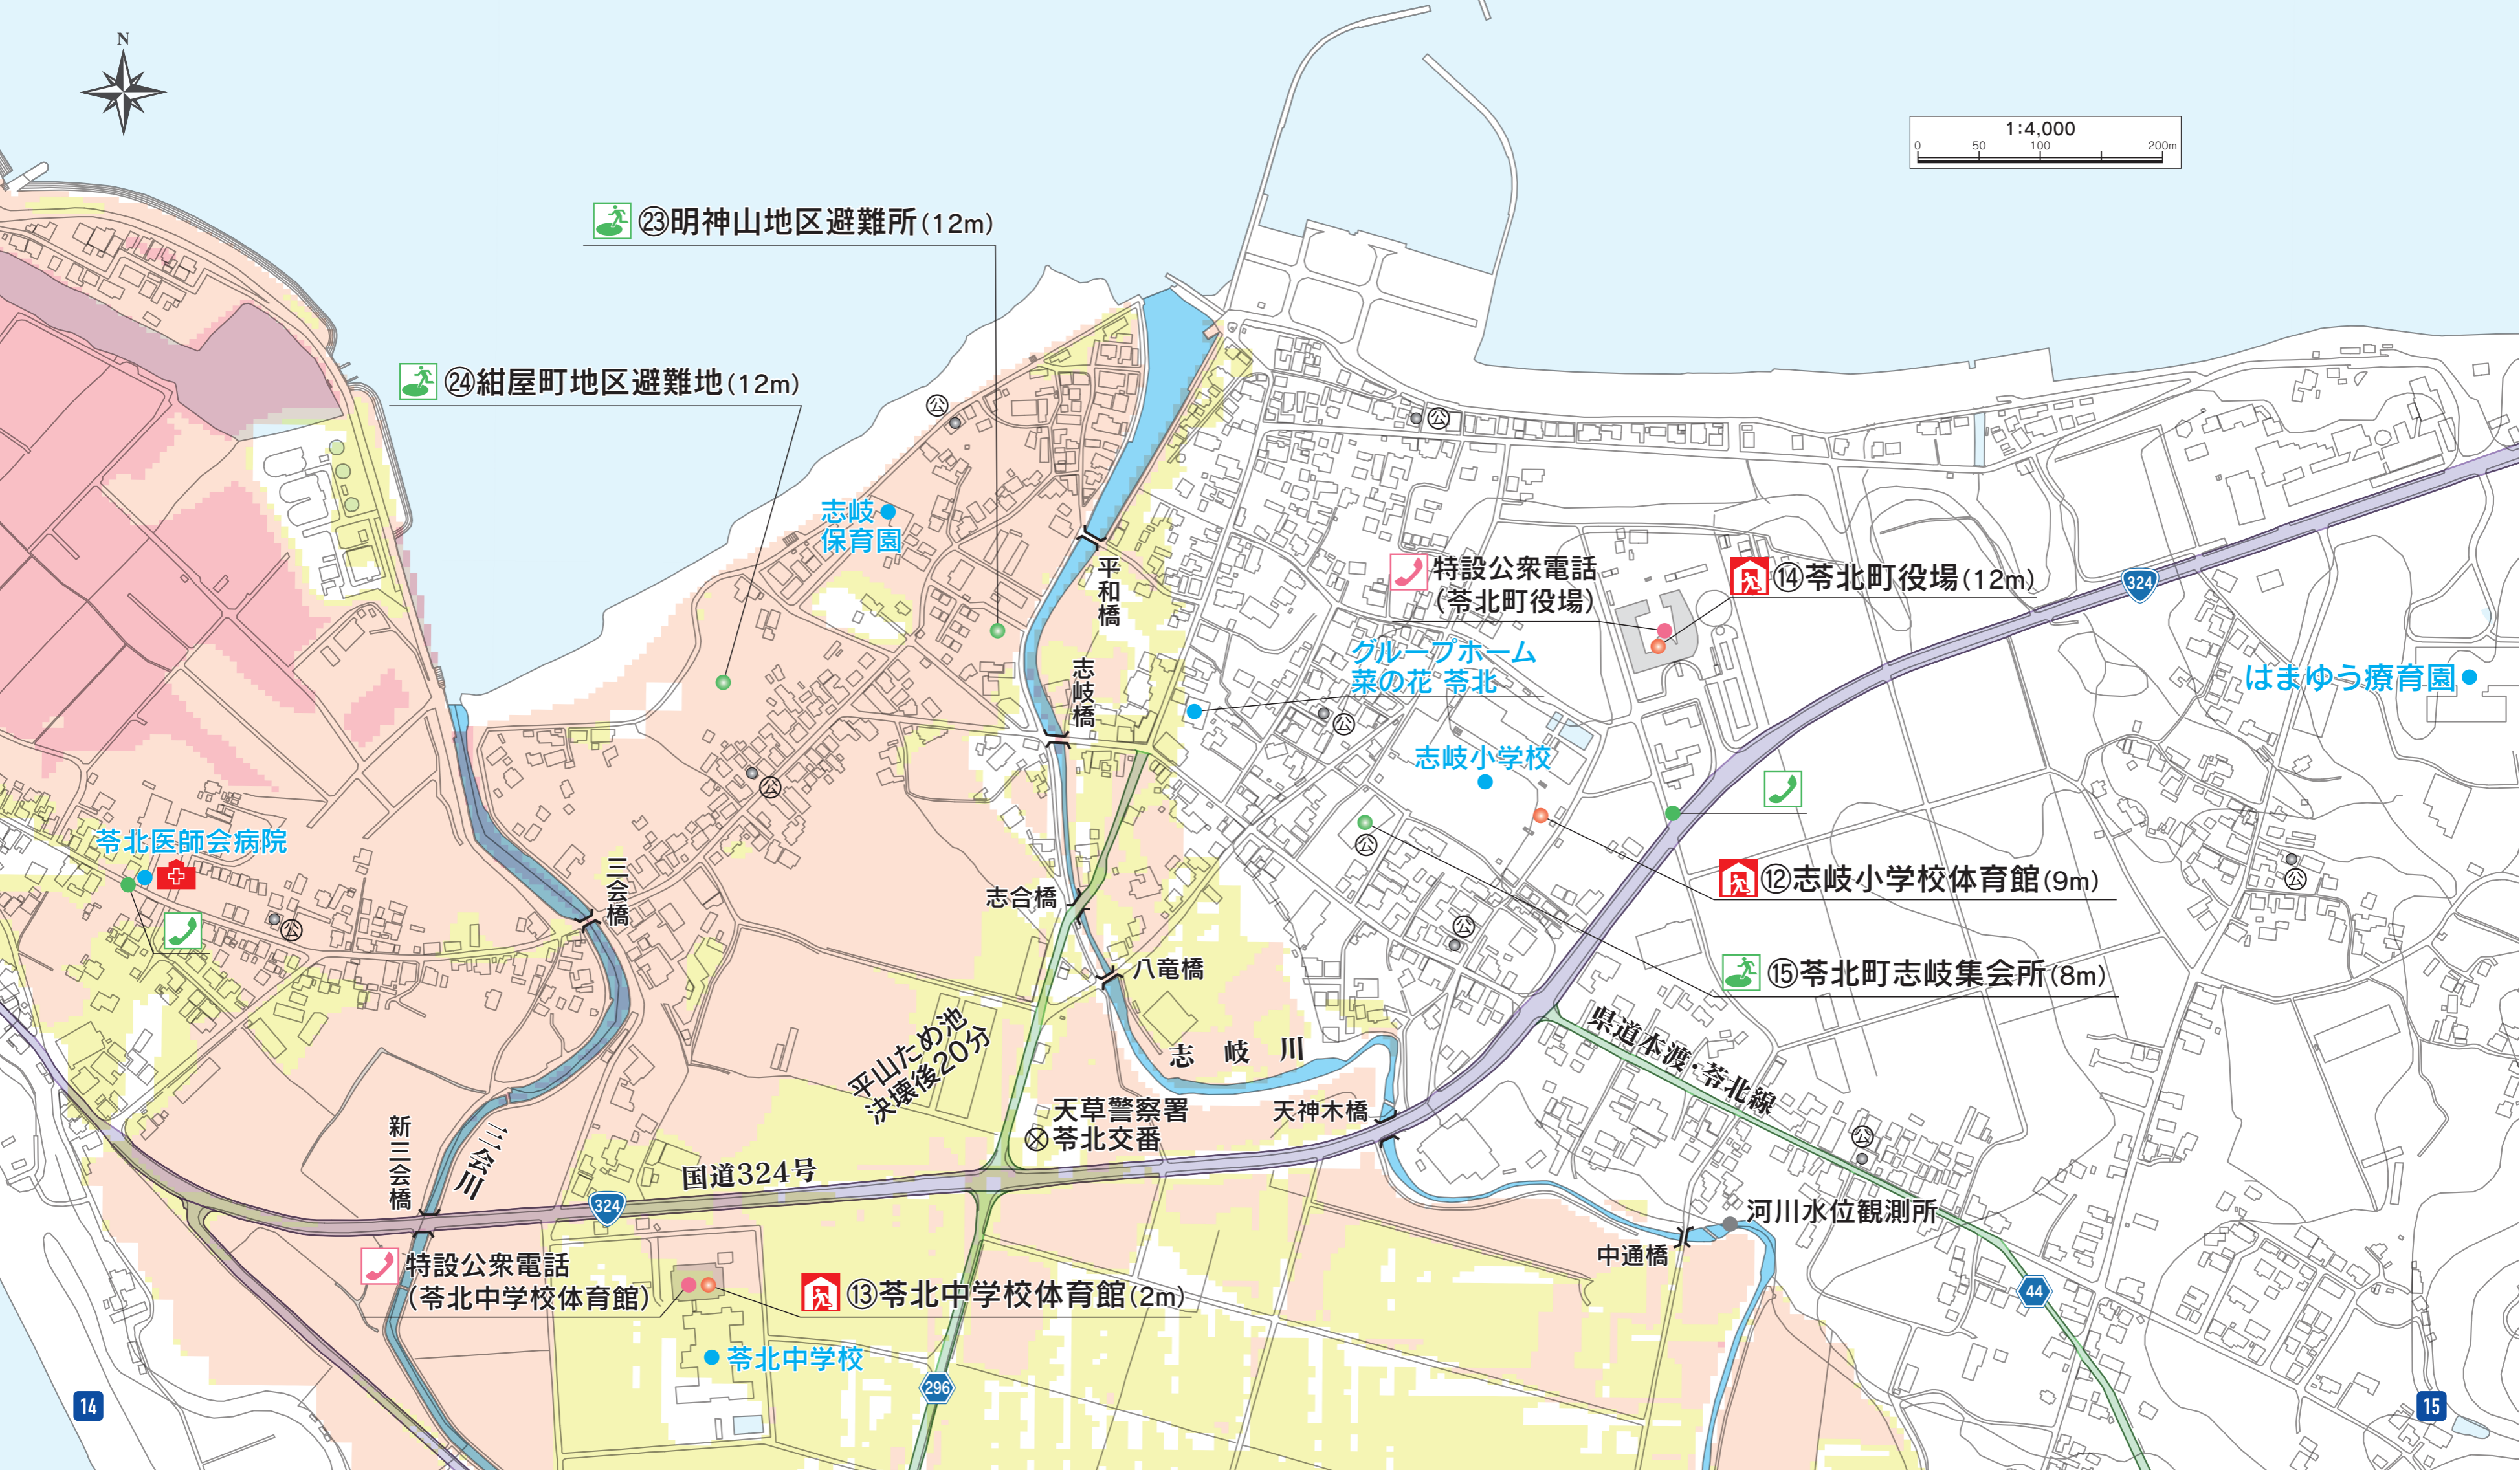 N
1:4,000
0 50 100 200m
㉓明神山地区避難所(12m)
㉔紺屋町地区避難地(12m)
公
公
志岐
保育園
平和橋
特設公衆電話
(苓北町役場)
⑭苓北町役場(12m)
324
グループホーム
菜の花 苓北
はまゆう療育園
志岐橋
公
志岐小学校
公
苓北医師会病院
公
三会橋
志合橋
⑫志岐小学校体育館(9m)
公
公
公
八竜橋
⑮苓北町志岐集会所(8m)
平山ため池
決壊後20分
志岐川
県道本渡・苓北線
天草警察署
苓北交番
天神木橋
公
新三会橋
三会川
国道324号
324
河川水位観測所
中通橋
特設公衆電話
(苓北中学校体育館)
⑬苓北中学校体育館(2m)
44
苓北中学校
296
14
15